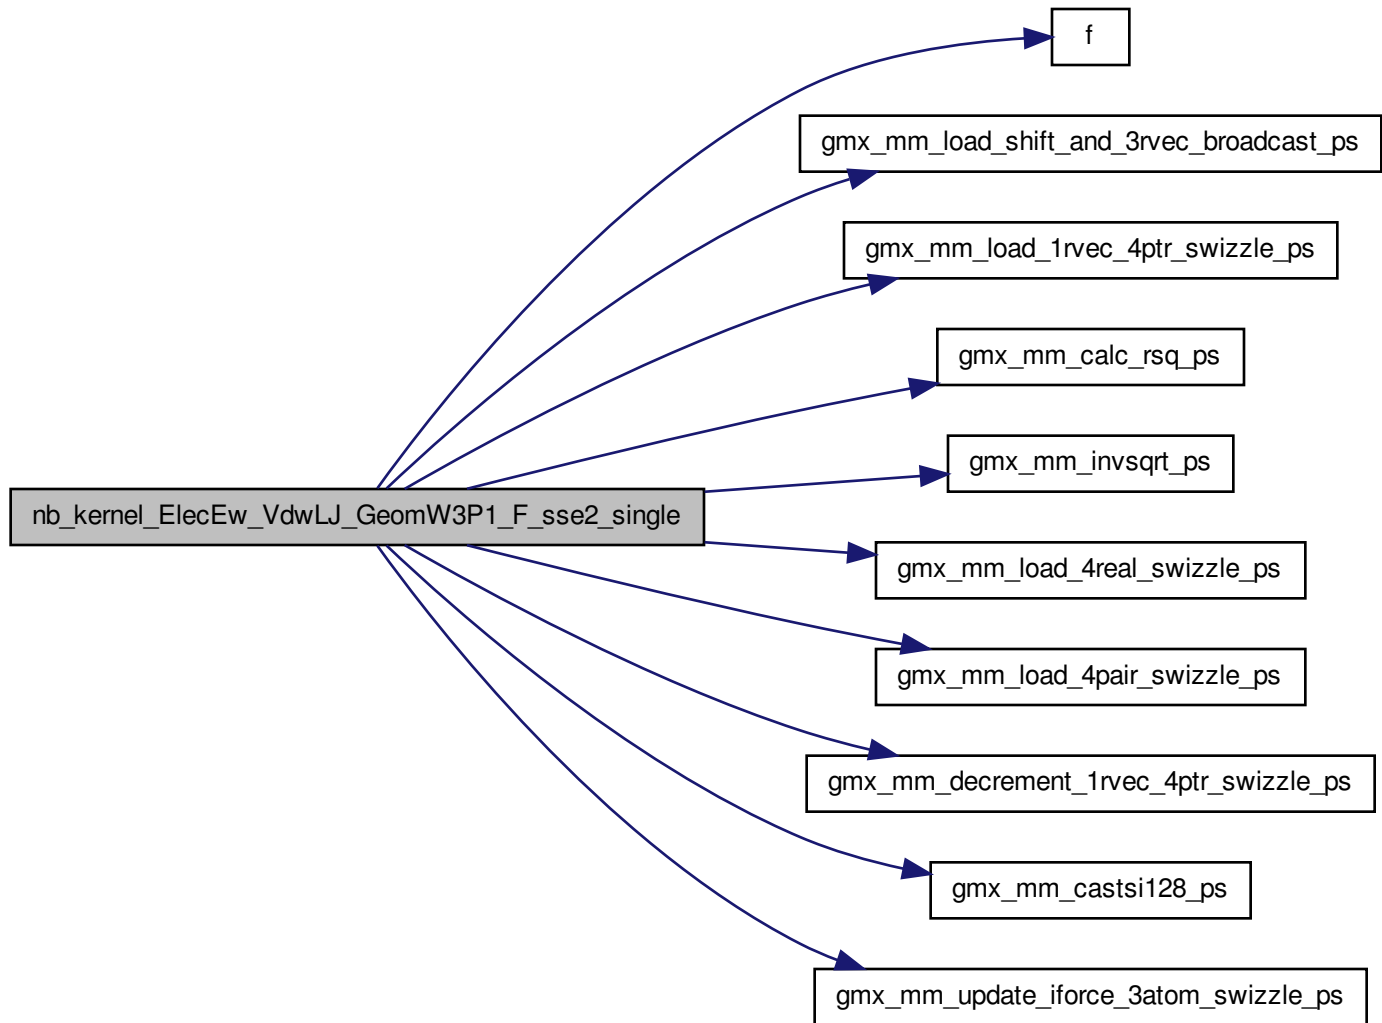 f
gmx_mm_load_shift_and_3rvec_broadcast_ps
gmx_mm_load_1rvec_4ptr_swizzle_ps
gmx_mm_calc_rsq_ps
gmx_mm_invsqrt_ps
nb_kernel_ElecEw_VdwLJ_GeomW3P1_F_sse2_single
gmx_mm_load_4real_swizzle_ps
gmx_mm_load_4pair_swizzle_ps
gmx_mm_decrement_1rvec_4ptr_swizzle_ps
gmx_mm_castsi128_ps
gmx_mm_update_iforce_3atom_swizzle_ps